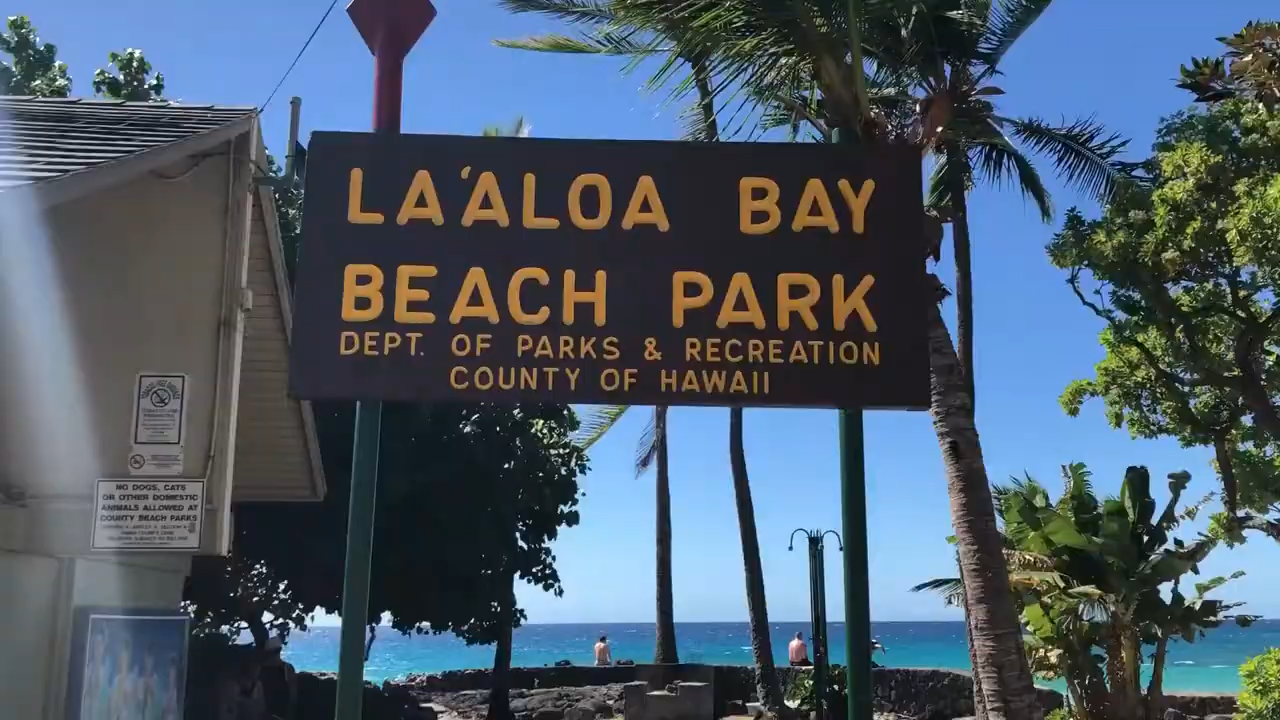 LA'ALOA BAY
BEACH PARK
DEPT. OF PARKS & RECREATION
COUNTY OF HAWAII
NO DOGS, CATS
OR OTHER DOMESTIC
ANIMALS ALLOWED AT
COUNTY BEACH PARKS